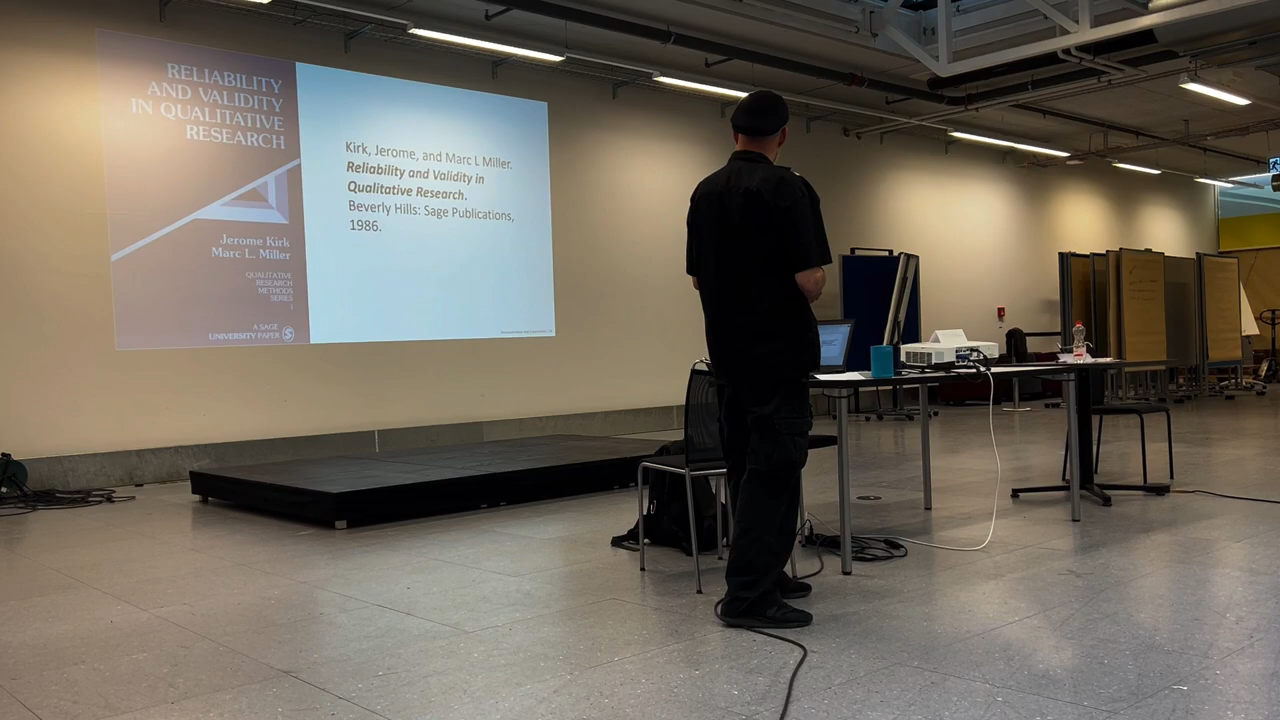 RELIABILITY
AND VALIDITY
IN QUALITATIVE
RESEARCH
Jerome Kirk
Marc L. Miller
QUALITATIVE
RESEARCH
METHODS
SERIES
1
A SAGE
UNIVERSITY PAPER
Kirk, Jerome, and Marc L Miller.
Reliability and Validity in
Qualitative Research.
Beverly Hills: Sage Publications,
1986.